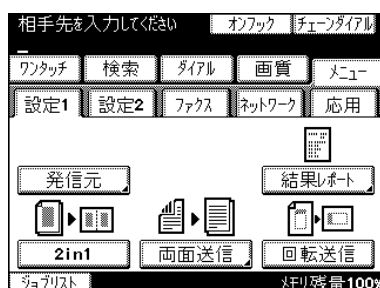 相手先を入力してください オンフック チェーンダイアル
ワンタッチ 検索 ダイアル 画質 メニュー
設定1 設定2 ファクス ネットワーク 応用
発信元 結果レポート
2in1 両面送信 回転送信
ジョブリスト メモリ残量100%